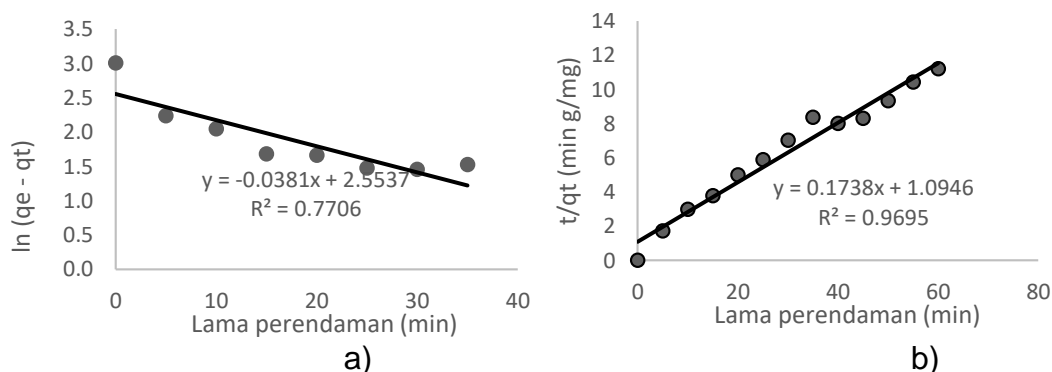 ln (qe - qt)
3.5
3.0
2.5
2.0
1.5
1.0
0.5
0.0
y = -0.0381x + 2.5537
R² = 0.7706
0 10 20 30 40
Lama perendaman (min)
a)
t/qt (min g/mg)
14
12
10
8
6
4
2
0
y = 0.1738x + 1.0946
R² = 0.9695
0 20 40 60 80
Lama perendaman (min)
b)